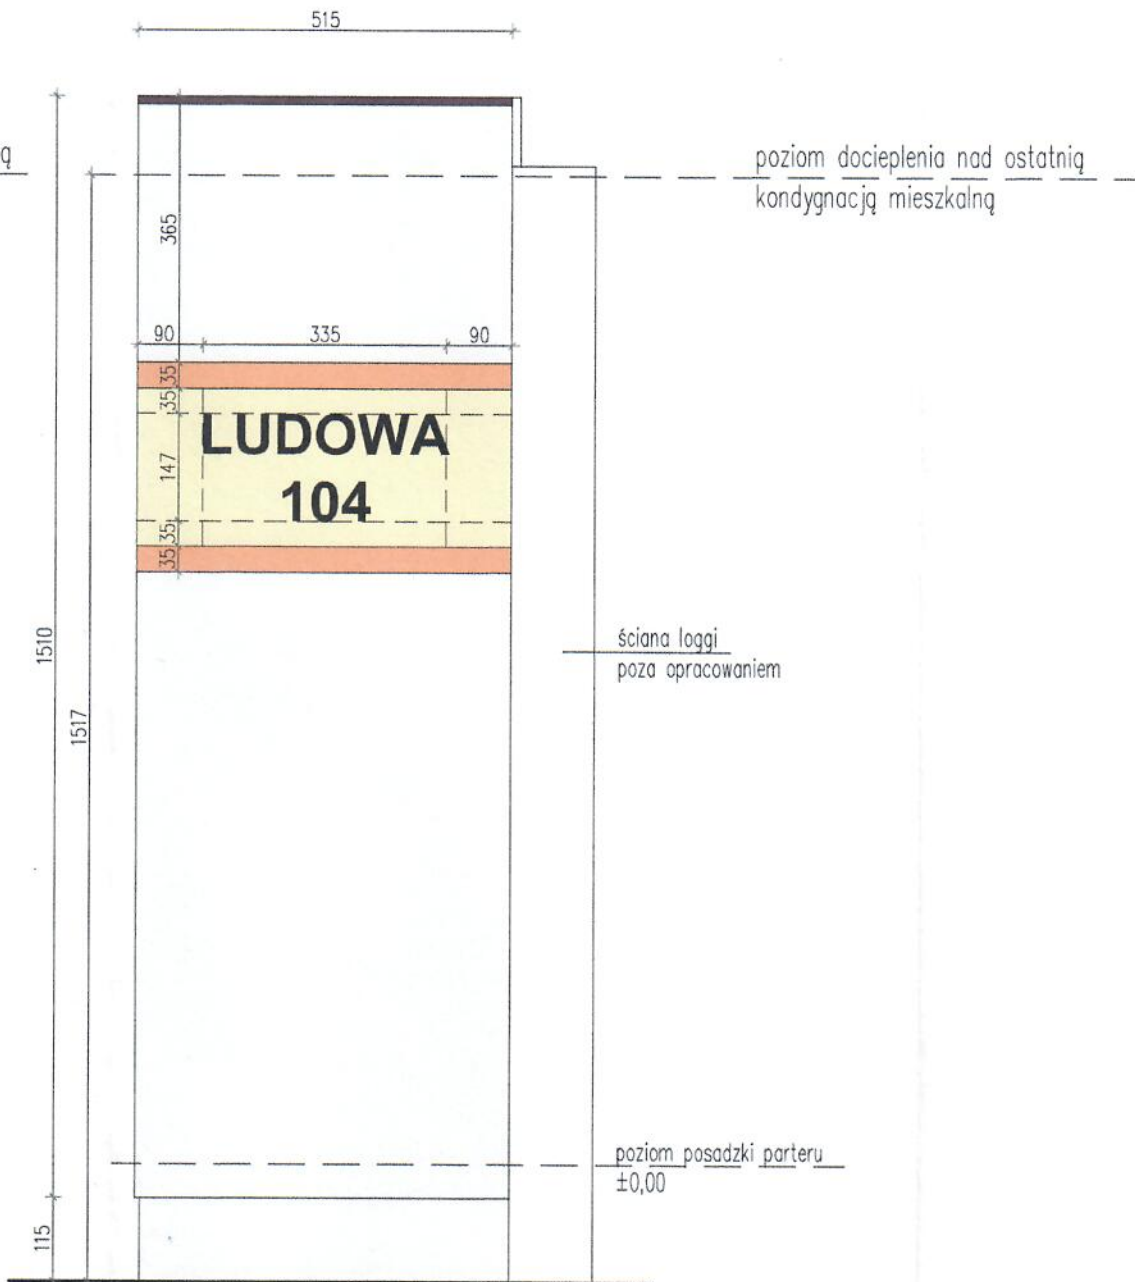 515
ą
poziom docieplenia nad ostatnią
kondygnacją mieszkalną
365
90 335 90
35
35
LUDOWA
147
104
35
35
1510
ściana loggi
poza opracowaniem
1517
poziom posadzki parteru
±0,00
115